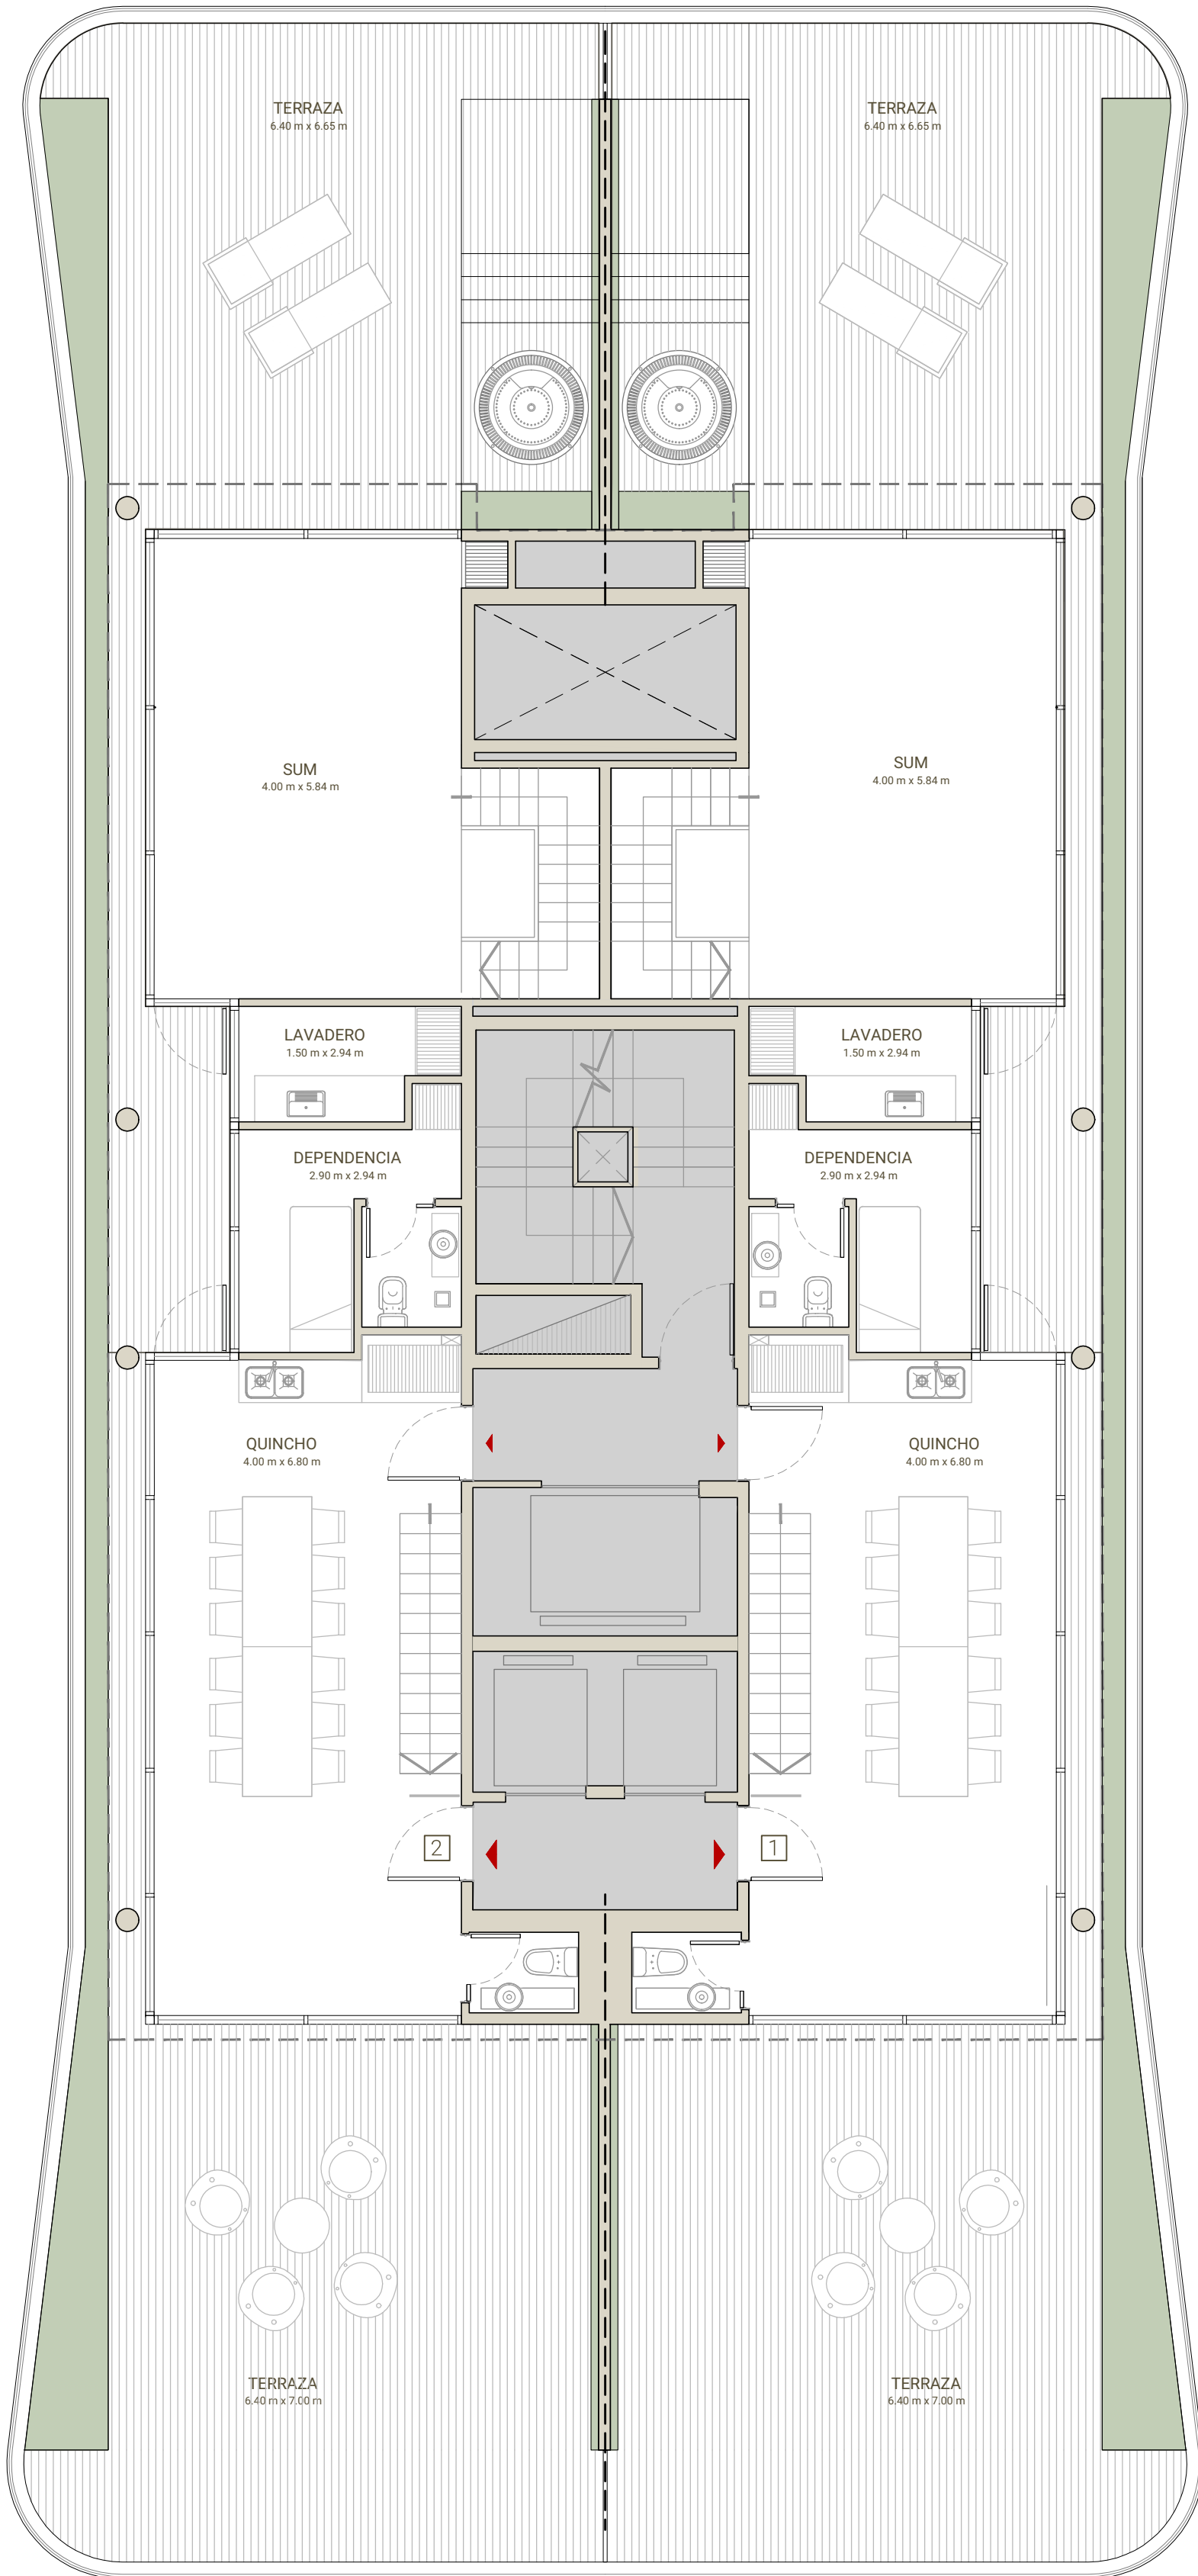 TERRAZA
6.40 m x 6.65 m
TERRAZA
6.40 m x 6.65 m
SUM
4.00 m x 5.84 m
SUM
4.00 m x 5.84 m
LAVADERO
1.50 m x 2.94 m
LAVADERO
1.50 m x 2.94 m
DEPENDENCIA
2.90 m x 2.94 m
DEPENDENCIA
2.90 m x 2.94 m
QUINCHO
4.00 m x 6.80 m
QUINCHO
4.00 m x 6.80 m
2
1
TERRAZA
6.40 m x 7.00 m
TERRAZA
6.40 m x 7.00 m